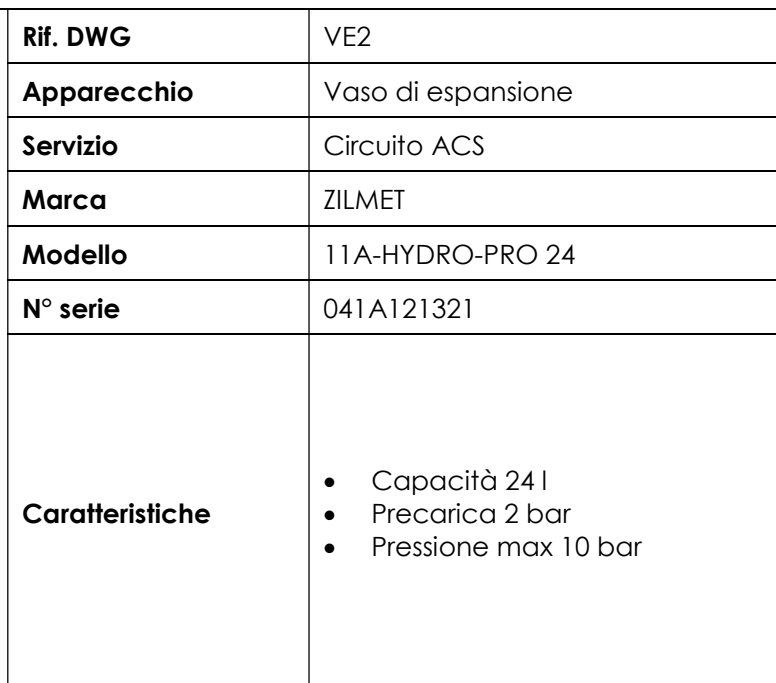 Rif. DWG VE2
Apparecchio Vaso di espansione
Servizio Circuito ACS
Marca ZILMET
Modello 11A-HYDRO-PRO 24
N° serie 041A121321
Caratteristiche
• Capacità 24 l
• Precarica 2 bar
• Pressione max 10 bar